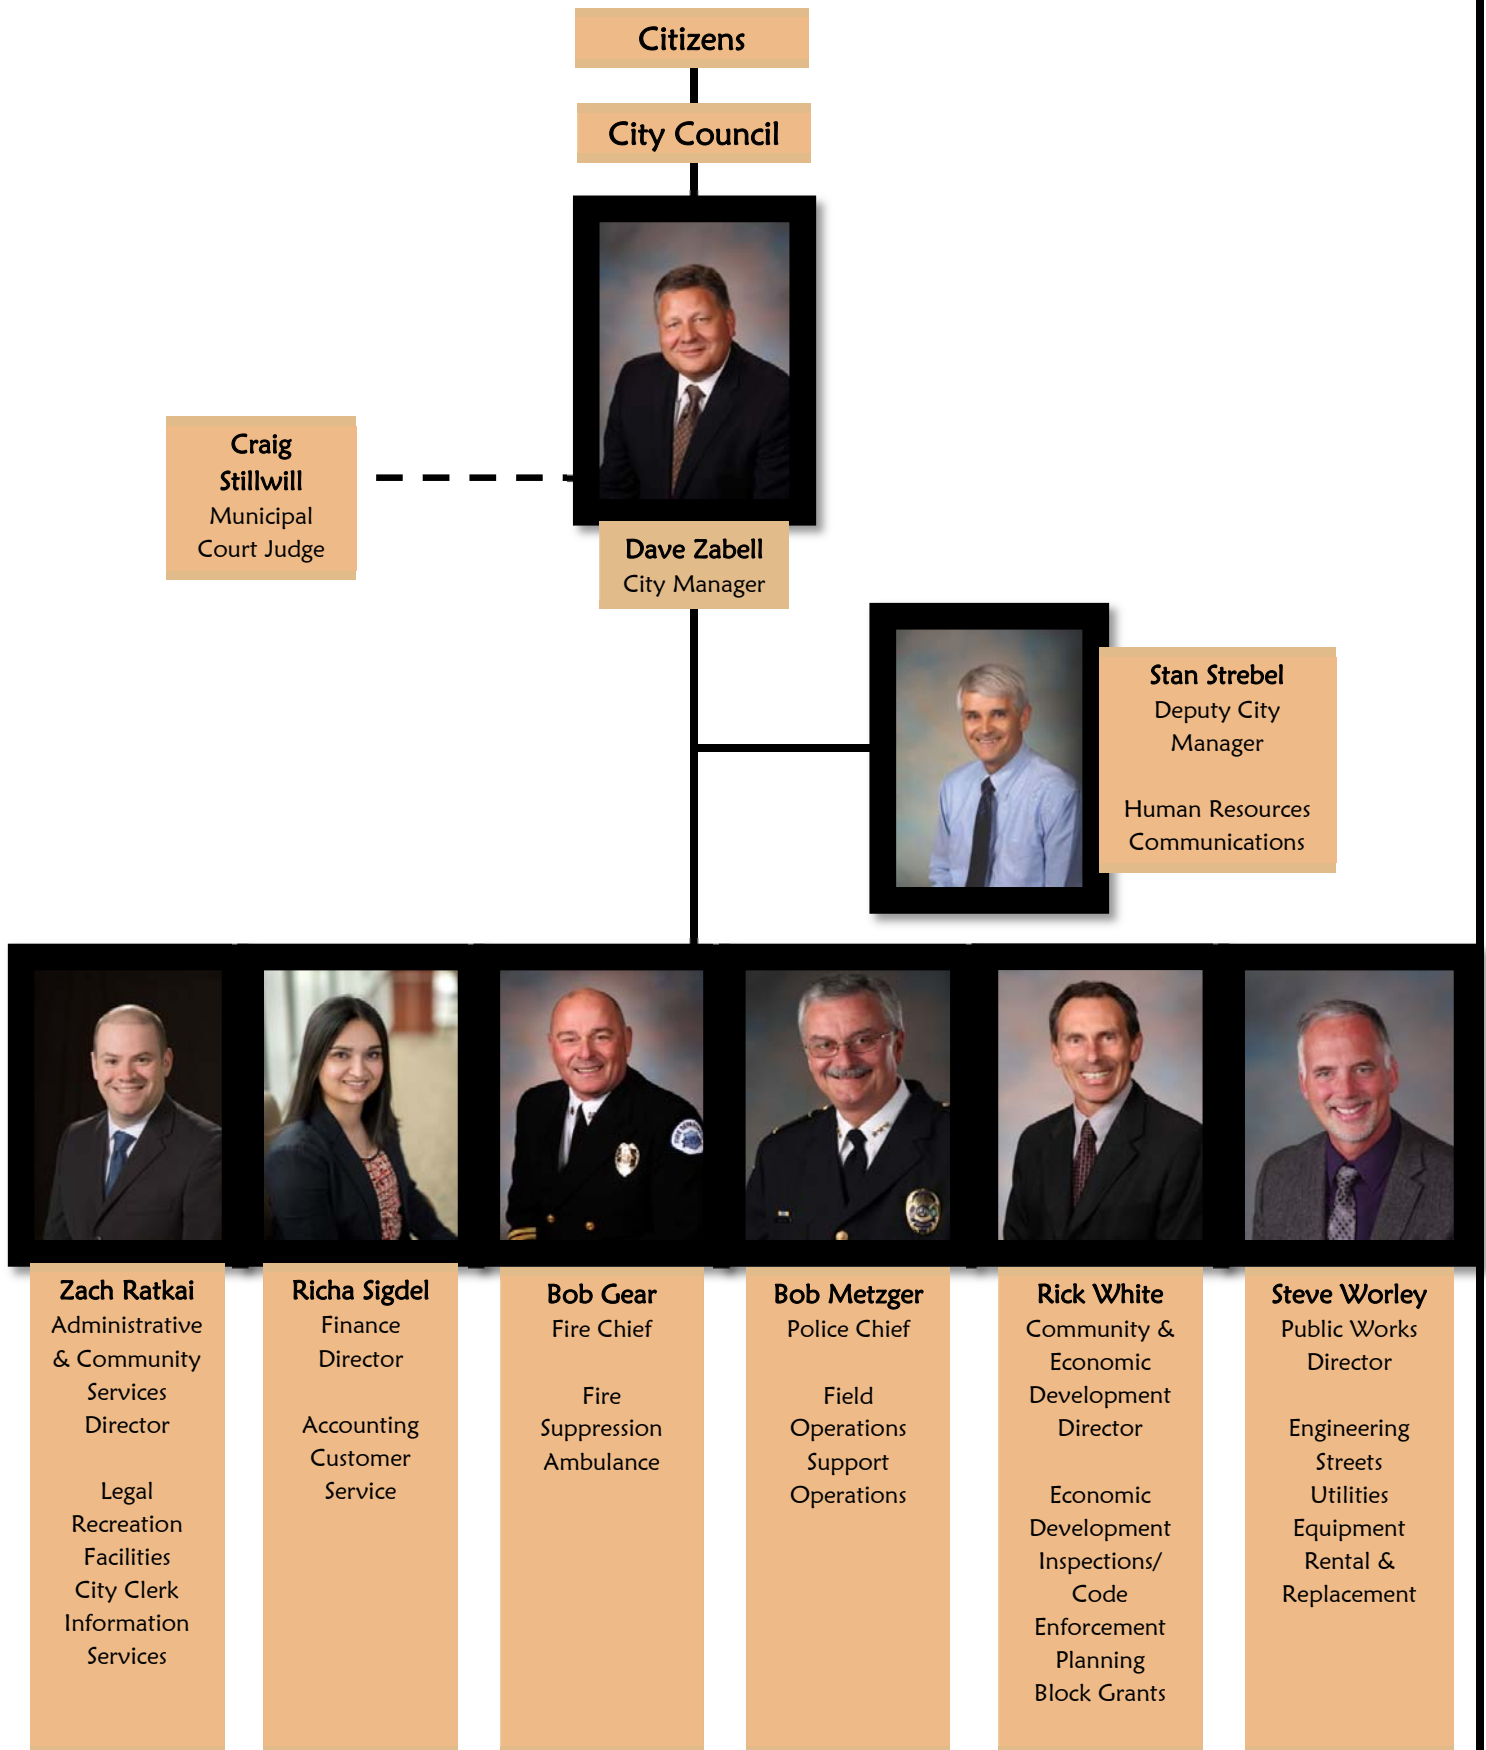 Citizens
City Council
Craig
Stillwill
Municipal
Court Judge
Dave Zabell
City Manager
Stan Strebel
Deputy City
Manager
Human Resources
Communications
Zach Ratkai
Administrative
& Community
Services
Director
Legal
Recreation
Facilities
City Clerk
Information
Services
Richa Sigdel
Finance
Director
Accounting
Customer
Service
Bob Gear
Fire Chief
Fire
Suppression
Ambulance
Bob Metzger
Police Chief
Field
Operations
Support
Operations
Rick White
Community &
Economic
Development
Director
Economic
Development
Inspections/
Code
Enforcement
Planning
Block Grants
Steve Worley
Public Works
Director
Engineering
Streets
Utilities
Equipment
Rental &
Replacement